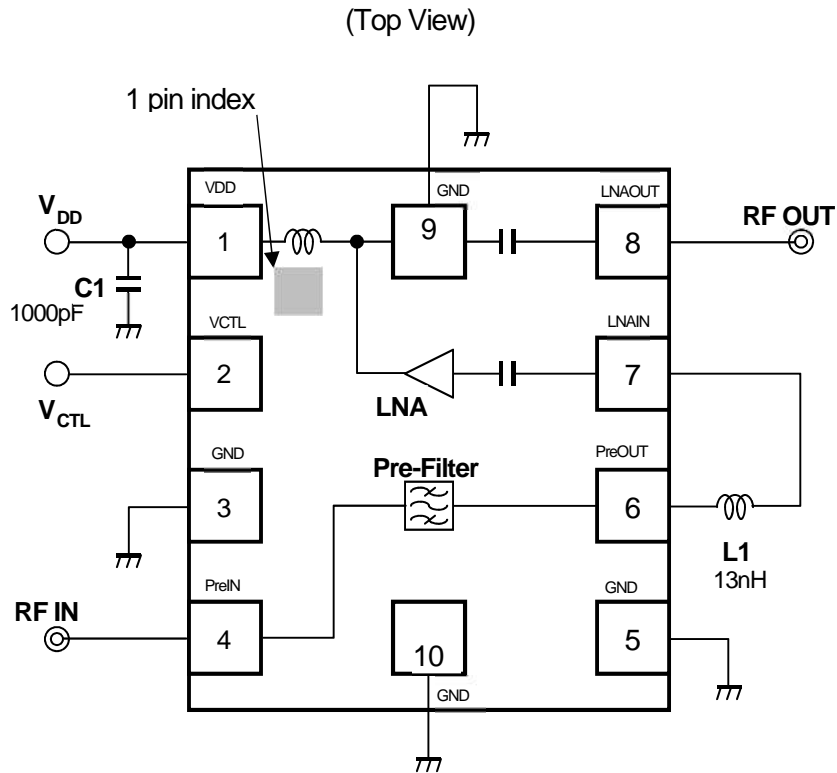 (Top View)
1 pin index
VDD
GND
LNAOUT
V_DD
RF OUT
1
9
8
C1
1000pF
VCTL
LNAIN
2
7
V_CTL
LNA
GND
Pre-Filter
PreOUT
3
6
L1
13nH
PreIN
GND
RF IN
4
10
5
GND